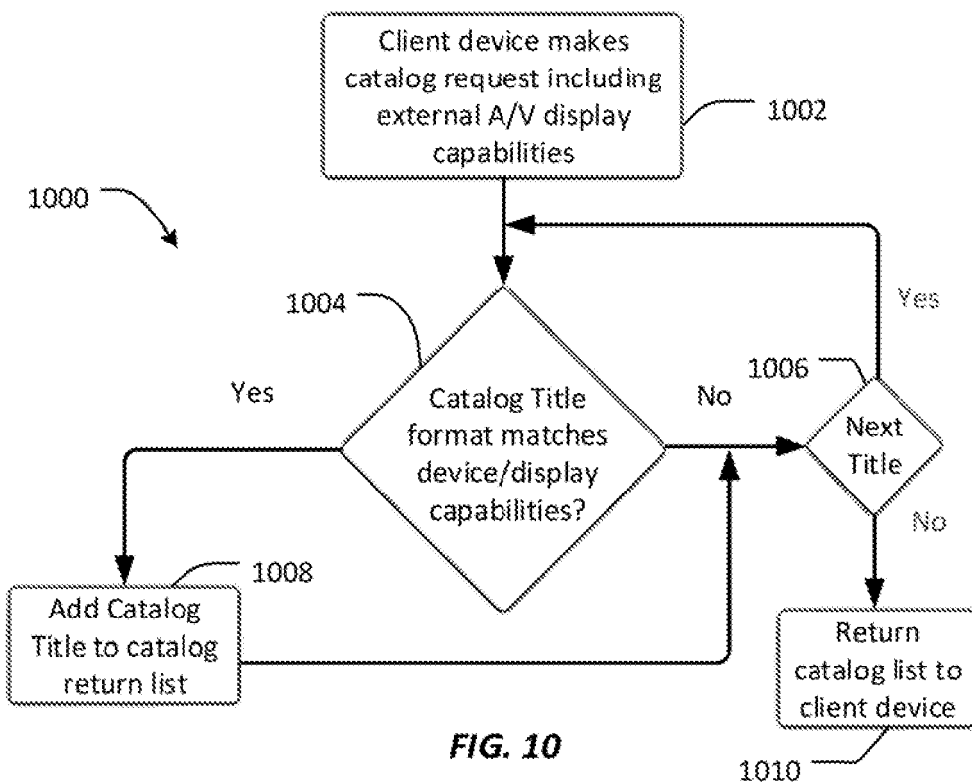 Client device makes
catalog request including
external A/V display
capabilities
1002
1000
1004
Yes
Catalog Title
format matches
device/display
capabilities?
No
1006
Yes
Next
Title
No
1008
Add Catalog
Title to catalog
return list
Return
catalog list to
client device
1010
FIG. 10